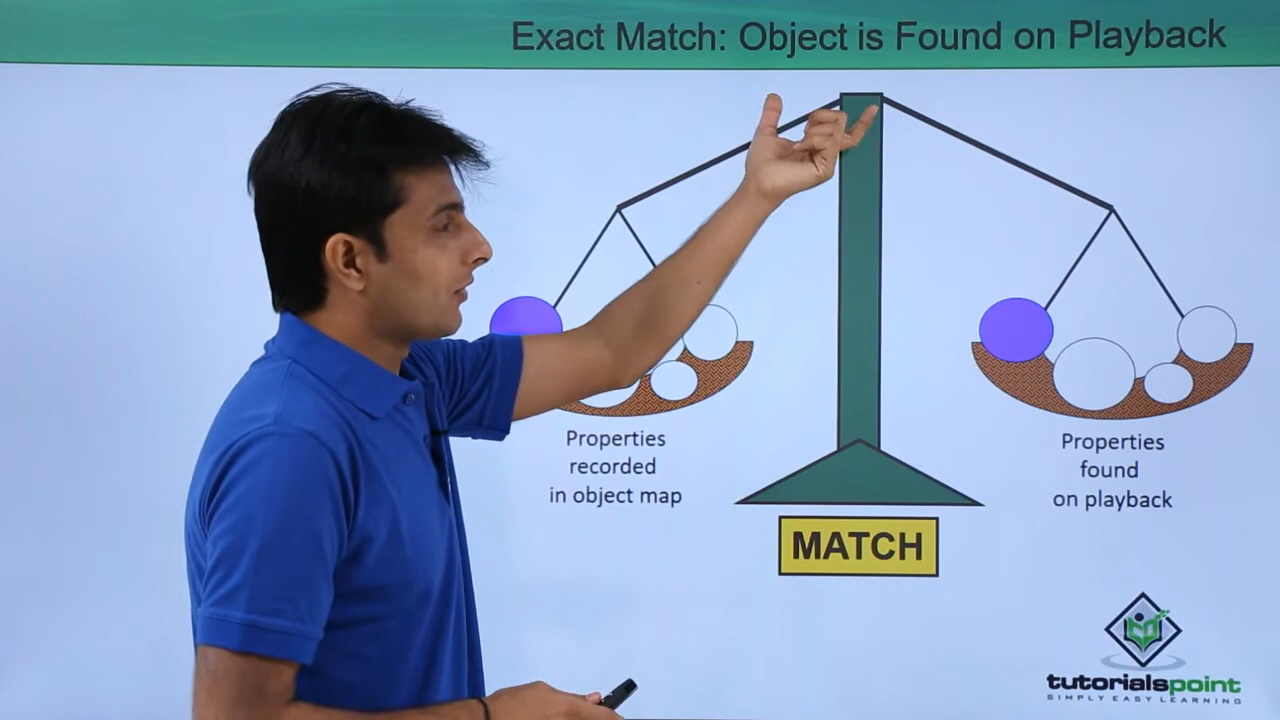 Exact Match: Object is Found on Playback
Properties
recorded
in object map
Properties
found
on playback
MATCH
tutorialspoint
SIMPLY EASY LEARNING